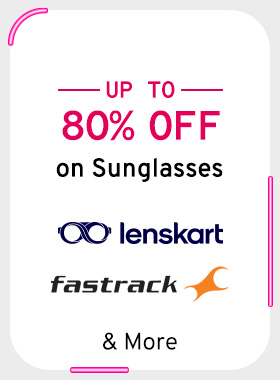 UP TO
80% OFF
on Sunglasses
lenskart
fastrack
& More